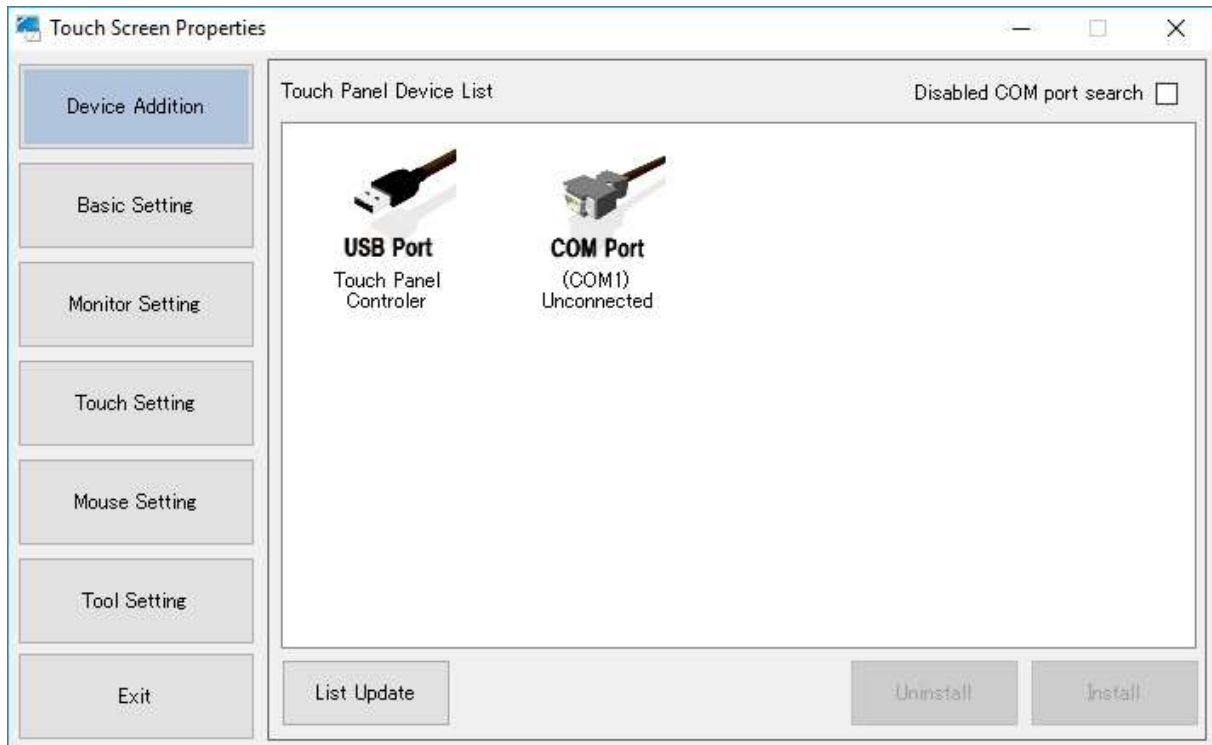 Touch Screen Properties
Device Addition
Basic Setting
Monitor Setting
Touch Setting
Mouse Setting
Tool Setting
Exit
Touch Panel Device List
Disabled COM port search
USB Port
Touch Panel
Controler
COM Port
(COM1)
Unconnected
List Update
Uninstall
Install